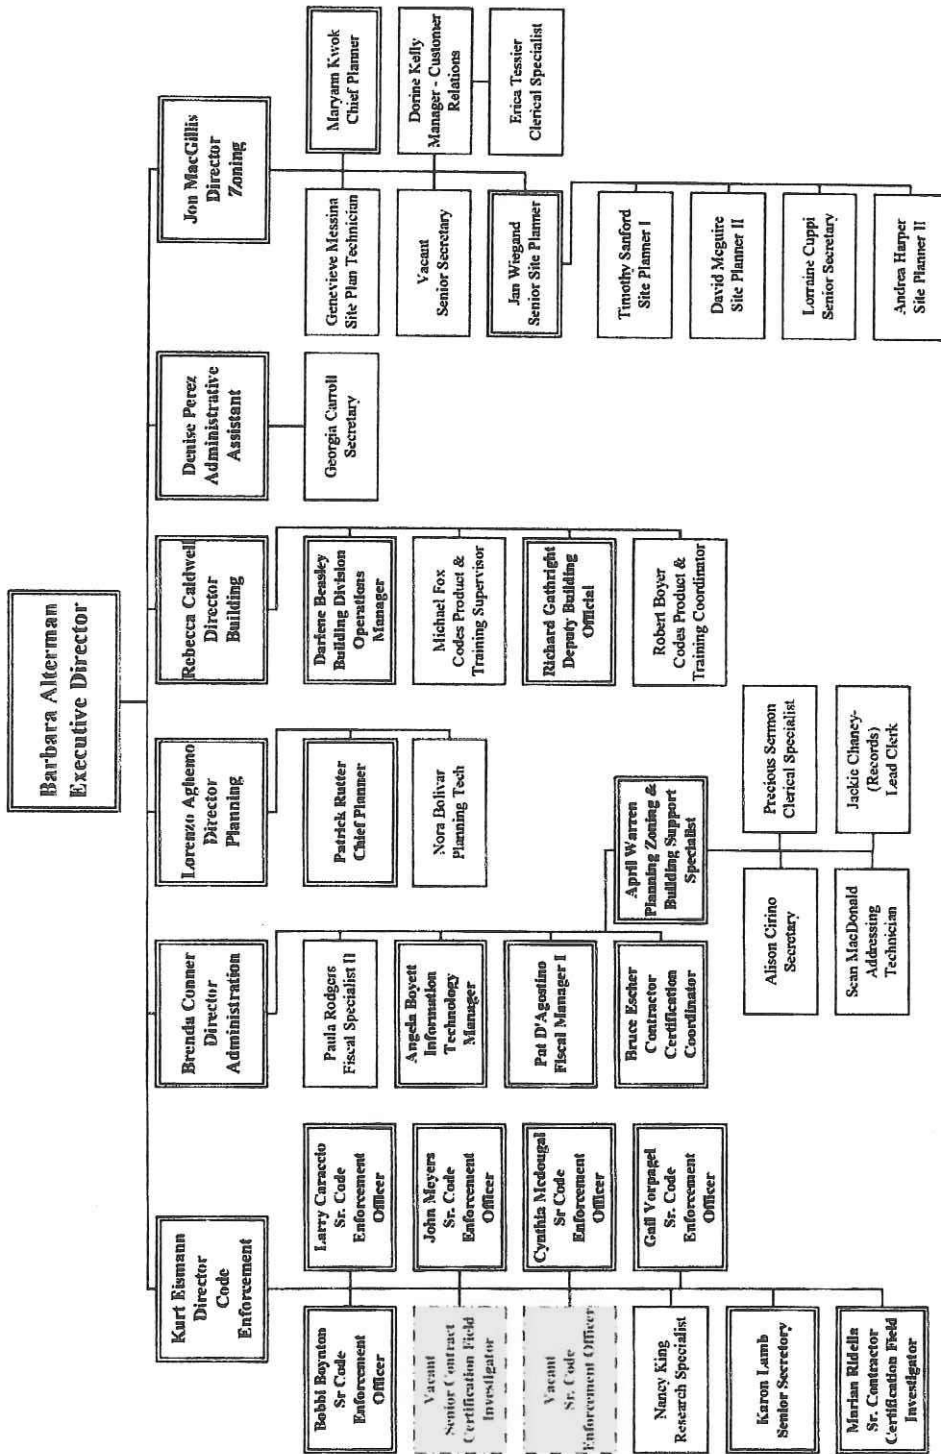 Barbara Alterman
Executive Director
Kurt Eismann
Director
Code
Enforcement
Bobbi Boynton
Sr Code
Enforcement
Officer
Larry Caraccio
Sr. Code
Enforcement
Officer
Vacant
Senior Contract
Certification Field
Investigator
John Meyers
Sr. Code
Enforcement
Officer
Vacant
Sr. Code
Enforcement Officer
Cynthia Mcdougal
Sr Code
Enforcement
Officer
Nancy King
Research Specialist
Gail Vorpagel
Sr. Code
Enforcement
Officer
Karon Lamb
Senior Secretory
Marian Ridella
Sr. Contractor
Certification Field
Investigator
Brenda Conner
Director
Administration
Paula Rodgers
Fiscal Specialist II
Angela Boyett
Information
Technology
Manager
Pat D'Agostino
Fiscal Manager I
Bruce Escher
Contractor
Certification
Coordinator
April Warren
Planning Zoning &
Building Support
Specialist
Alison Cirino
Secretary
Precious Sermon
Clerical Specialist
Sean MacDonald
Addressing
Technician
Jackie Chaney-
(Records)
Lead Clerk
Lorenzo Aghemo
Director
Planning
Patrick Rutter
Chief Planner
Nora Bolivar
Planning Tech
Rebecca Caldwell
Director
Building
Darlene Beasley
Building Division
Operations
Manager
Michael Fox
Codes Product &
Training Supervisor
Richard Gathright
Deputy Building
Official
Robert Boyer
Codes Product &
Training Coordinator
Denise Perez
Administrative
Assistant
Georgia Carroll
Secretary
Jon MacGillis
Director
Zoning
Genevieve Messina
Site Plan Technician
Maryann Kwok
Chief Planner
Vacant
Senior Secretary
Dorine Kelly
Manager - Customer
Relations
Erica Tessier
Clerical Specialist
Jan Wiegand
Senior Site Planner
Timothy Sanford
Site Planner I
David Mcguire
Site Planner II
Lorraine Cuppi
Senior Secretary
Andrea Harper
Site Planner II